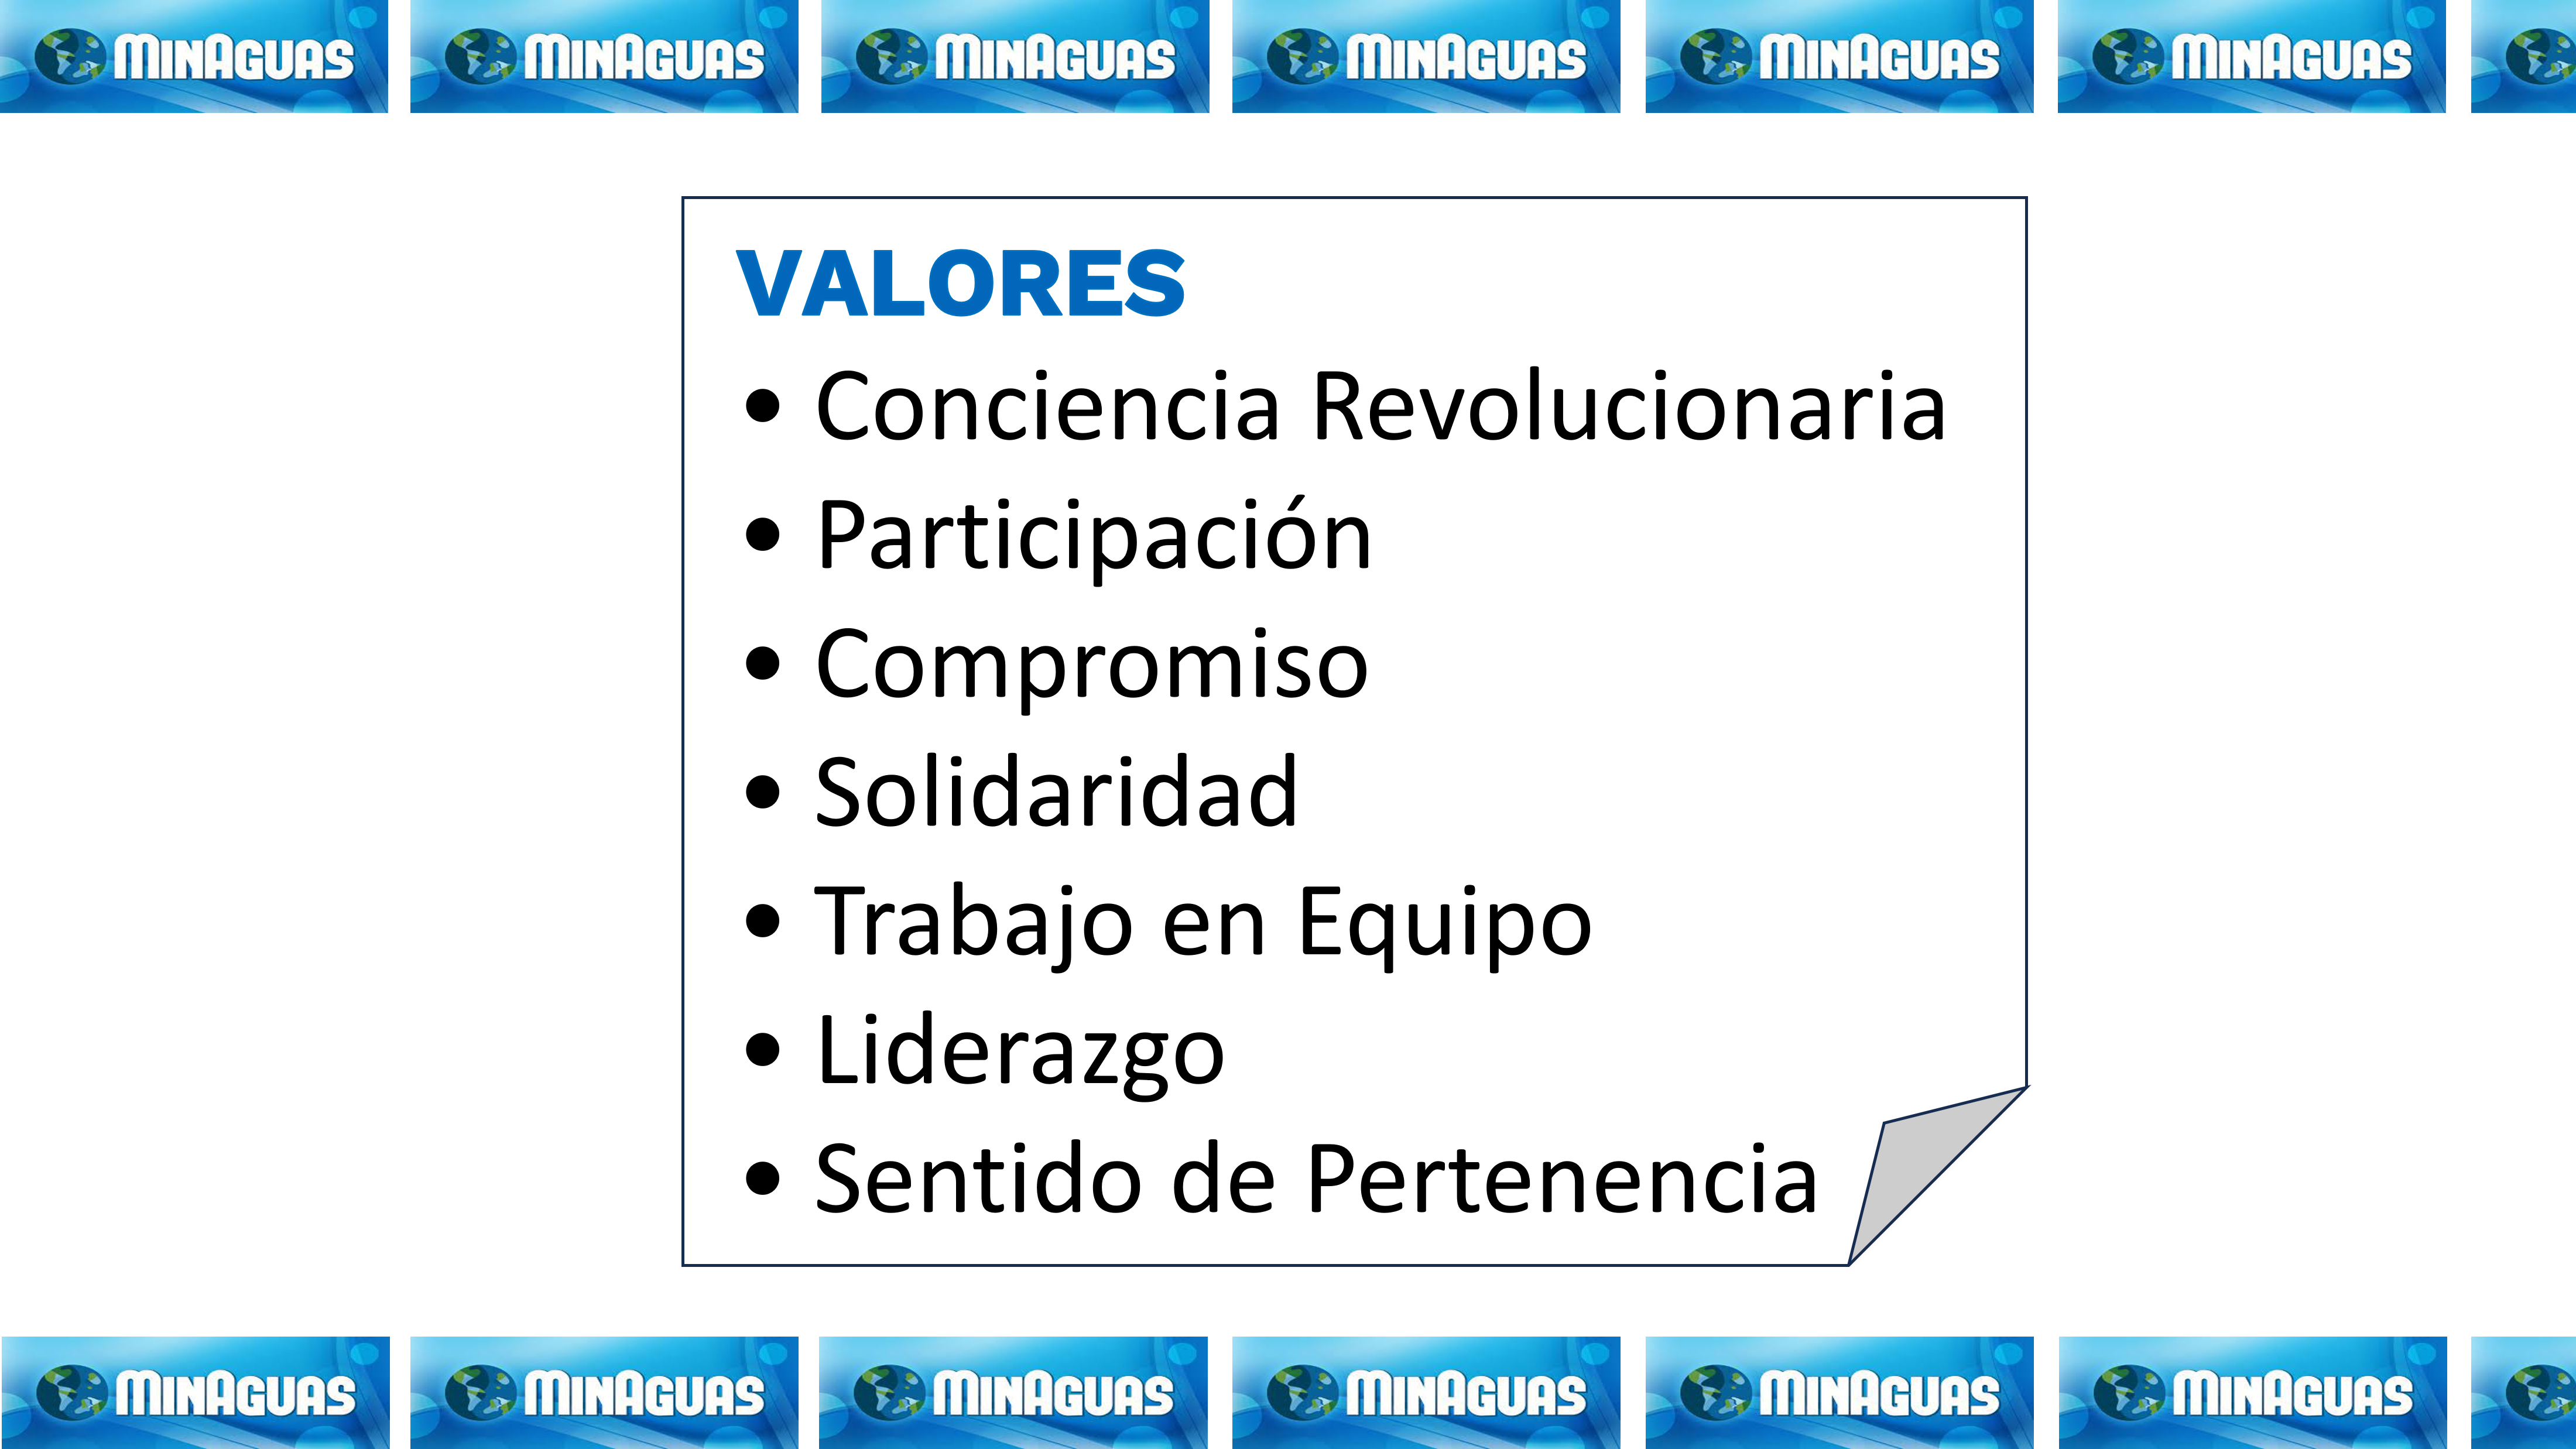 MINAGUAS MINAGUAS MINAGUAS MINAGUAS MINAGUAS MINAGUAS
VALORES
• Conciencia Revolucionaria
• Participación
• Compromiso
• Solidaridad
• Trabajo en Equipo
• Liderazgo
• Sentido de Pertenencia
MINAGUAS MINAGUAS MINAGUAS MINAGUAS MINAGUAS MINAGUAS